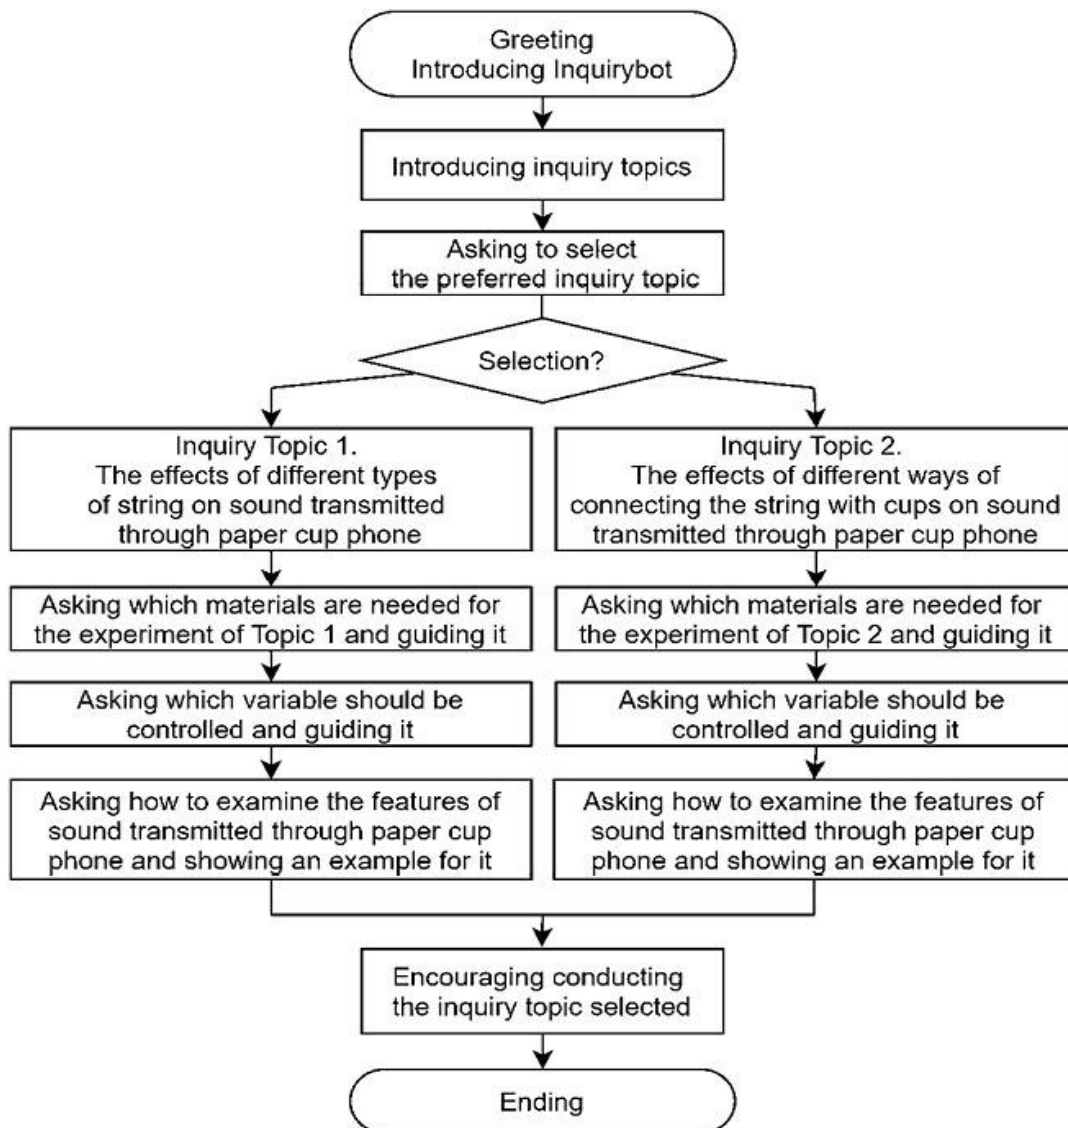 Greeting
Introducing Inquirybot
Introducing inquiry topics
Asking to select
the preferred inquiry topic
Selection?
Inquiry Topic 1.
The effects of different types
of string on sound transmitted
through paper cup phone
Asking which materials are needed for
the experiment of Topic 1 and guiding it
Asking which variable should be
controlled and guiding it
Asking how to examine the features of
sound transmitted through paper cup
phone and showing an example for it
Inquiry Topic 2.
The effects of different ways of
connecting the string with cups on sound
transmitted through paper cup phone
Asking which materials are needed for
the experiment of Topic 2 and guiding it
Asking which variable should be
controlled and guiding it
Asking how to examine the features of
sound transmitted through paper cup
phone and showing an example for it
Encouraging conducting
the inquiry topic selected
Ending